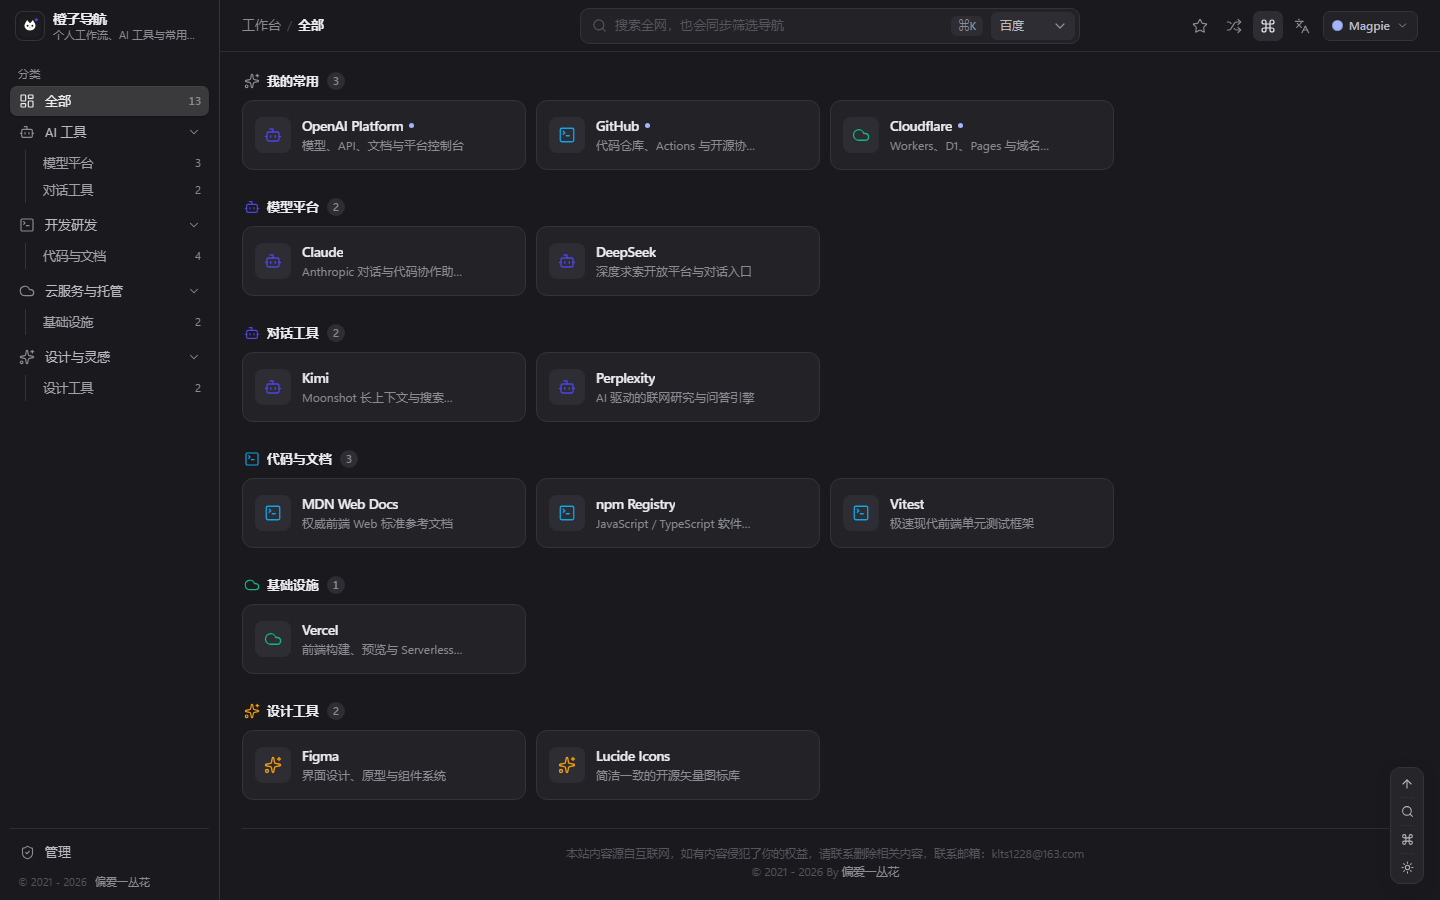 橙子导航
个人工作流、AI 工具与常用...
分类
全部 13
AI 工具
模型平台 3
对话工具 2
开发研发
代码与文档 4
云服务与托管
基础设施 2
设计与灵感
设计工具 2
管理
© 2021 - 2026 偏爱一丛花
工作台 / 全部
搜索全网，也会同步筛选导航 ⌘K 百度
Magpie
我的常用 3
OpenAI Platform
模型、API、文档与平台控制台
GitHub
代码仓库、Actions 与开源协...
Cloudflare
Workers、D1、Pages 与域名...
模型平台 2
Claude
Anthropic 对话与代码协作助...
DeepSeek
深度求索开放平台与对话入口
对话工具 2
Kimi
Moonshot 长上下文与搜索...
Perplexity
AI 驱动的联网研究与问答引擎
代码与文档 3
MDN Web Docs
权威前端 Web 标准参考文档
npm Registry
JavaScript / TypeScript 软件...
Vitest
极速现代前端单元测试框架
基础设施 1
Vercel
前端构建、预览与 Serverless...
设计工具 2
Figma
界面设计、原型与组件系统
Lucide Icons
简洁一致的开源矢量图标库
本站内容源自互联网，如有内容侵犯了你的权益，请联系删除相关内容，联系邮箱：klts1228@163.com
© 2021 - 2026 By 偏爱一丛花